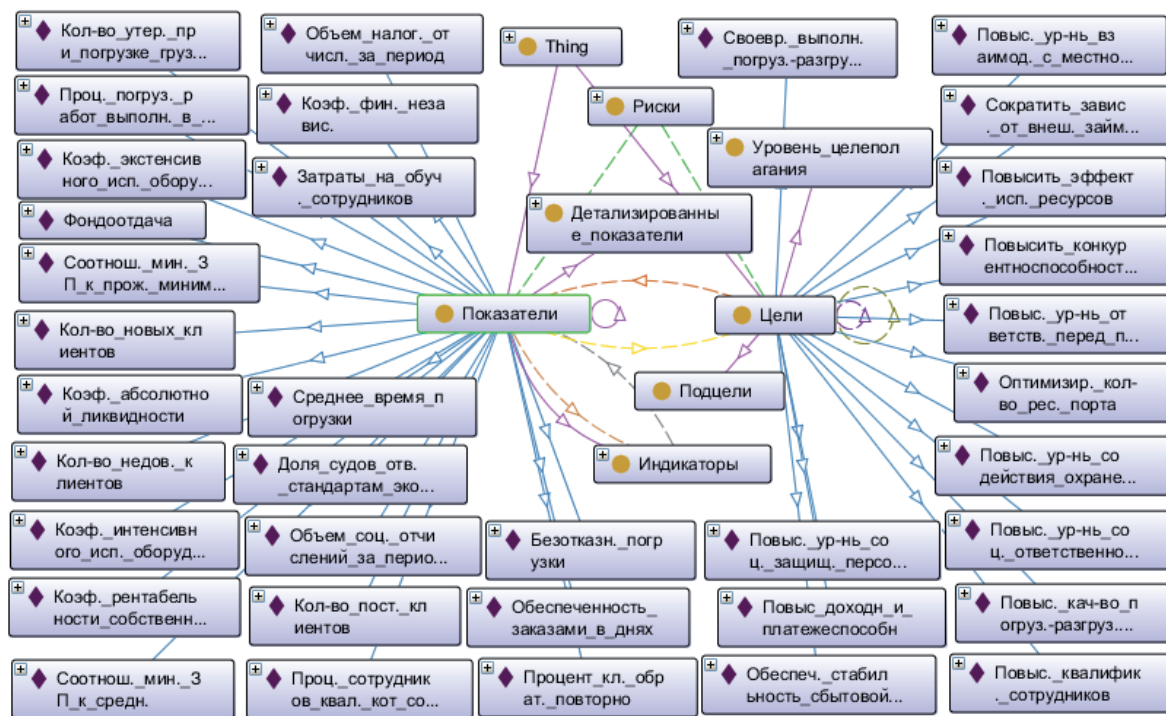 Кол-во_утер._пр
и_погрузке_груз...
Объем_налог._от
числ._за_период
Thing
Своевр._выполн.
_погруз.-разгру...
Повыс._ур-нь_вз
аимод._с_местно...
Проц._погруз._р
абот_выполн._в_...
Коэф._фин._неза
вис.
Риски
Сократить_завис
._от_внеш._займ...
Коэф._экстенсив
ного_исп._обору...
Затраты_на_обуч
._сотрудников
Уровень_целепол
агания
Повысить_эффект
._исп._ресурсов
Фондоотдача
Детализированны
е_показатели
Соотнош._мин._З
П_к_прож._миним...
Повысить_конкур
ентноспособност...
Показатели
Цели
Кол-во_новых_кл
иентов
Повыс._ур-нь_от
ветств._перед_п...
Коэф._абсолютно
й_ликвидности
Среднее_время_п
огрузки
Подцели
Оптимизир._кол-
во_рес._порта
Кол-во_недов._к
лиентов
Доля_судов_отв.
_стандартам_эко...
Индикаторы
Повыс._ур-нь_со
действия_охране...
Коэф._интенсивн
ого_исп._оборуд...
Объем_соц._отчи
слений_за_перио...
Безотказн._погр
узки
Повыс._ур-нь_со
ц._защищ._персо...
Повыс._ур-нь_со
ц._ответственно...
Коэф._рентабель
ности_собственн...
Кол-во_пост._кл
иентов
Обеспеченность_
заказами_в_днях
Повыс_доходн_и_
платежеспособн
Повыс._кач-во_п
огруз.-разгруз....
Соотнош._мин._З
П_к_средн.
Проц._сотрудник
ов_квал._кот_со...
Процент_кл._обр
ат._повторно
Обеспеч._стабил
ьность_сбытовой...
Повыс._квалифик
._сотрудников